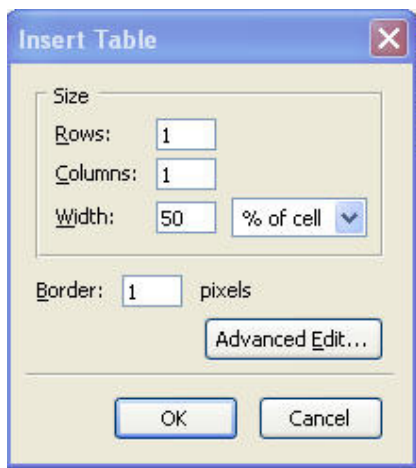 Insert Table
Size
Rows: 1
Columns: 1
Width: 50 % of cell
Border: 1 pixels
Advanced Edit...
OK Cancel